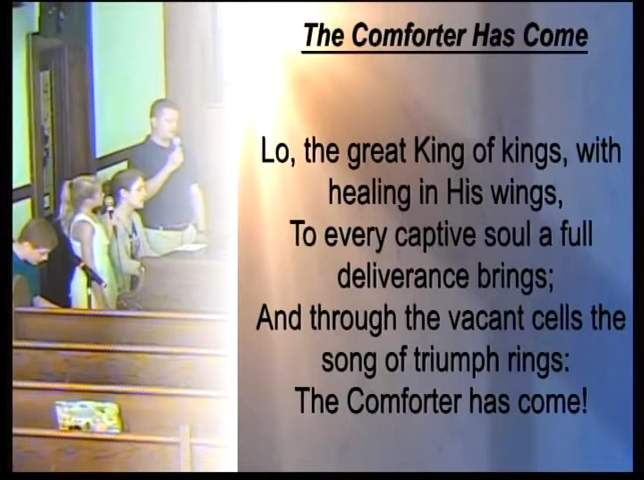 The Comforter Has Come
Lo, the great King of kings, with
healing in His wings,
To every captive soul a full
deliverance brings;
And through the vacant cells the
song of triumph rings:
The Comforter has come!